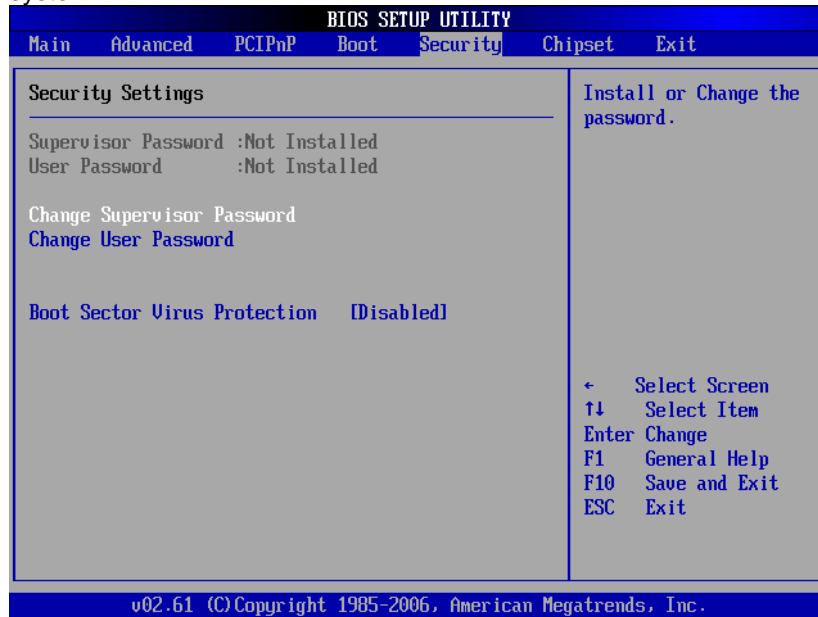 BIOS SETUP UTILITY
Main Advanced PCIPnP Boot Security Chipset Exit
Security Settings
Supervisor Password :Not Installed
User Password :Not Installed
Change Supervisor Password
Change User Password
Boot Sector Virus Protection [Disabled]
Install or Change the
password.
← Select Screen
↑↓ Select Item
Enter Change
F1 General Help
F10 Save and Exit
ESC Exit
v02.61 (C)Copyright 1985-2006, American Megatrends, Inc.